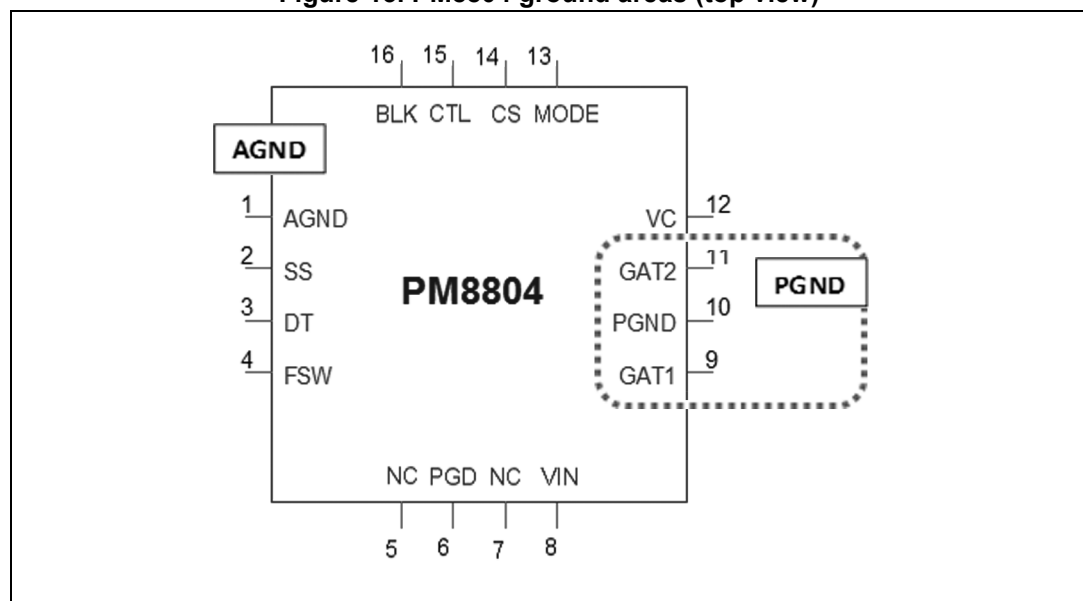 Figure 10. PM8804 ground areas (top view)
16 15 14 13
BLK CTL CS MODE
AGND
1 AGND VC 12
2 SS GAT2 11
PGND
PM8804
3 DT PGND 10
4 FSW GAT1 9
NC PGD NC VIN
5 6 7 8